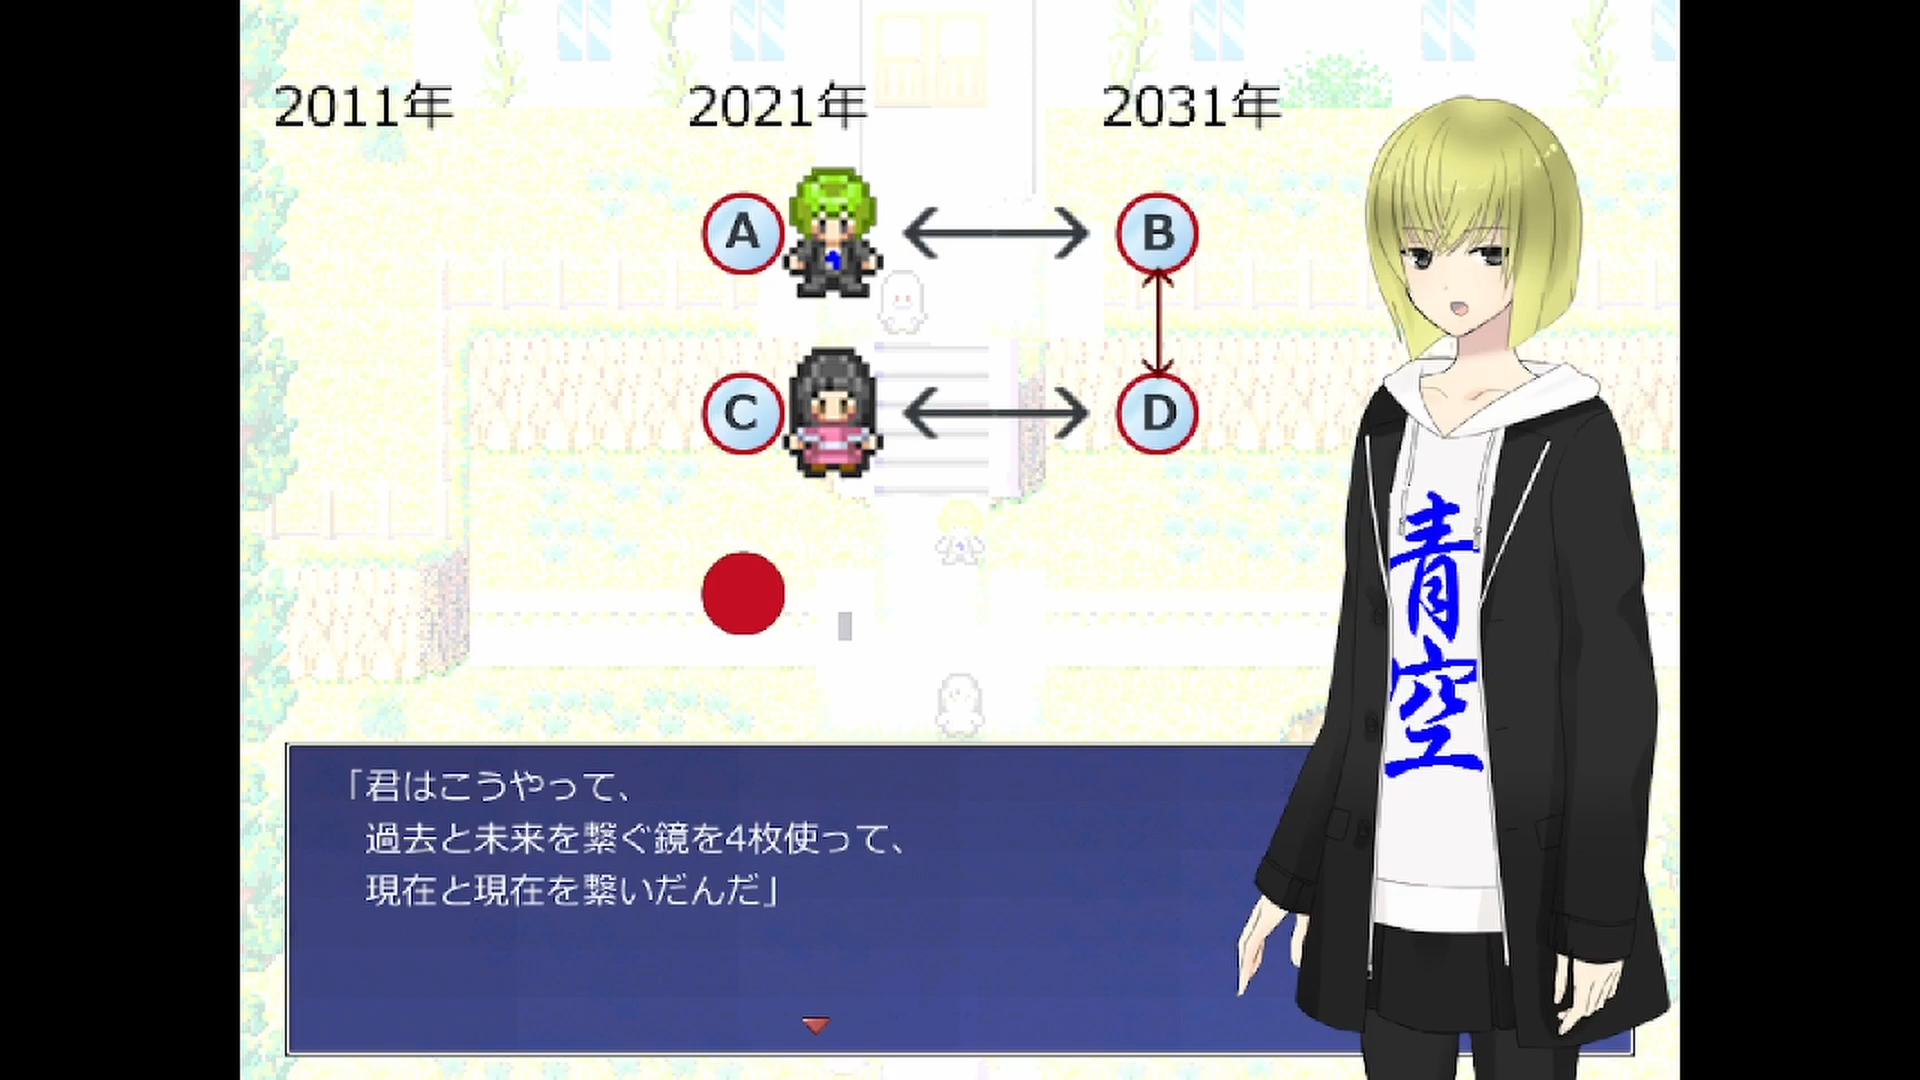 2011年 2021年 2031年
A B
C D
青空
「君はこうやって、
過去と未来を繋ぐ鏡を4枚使って、
現在と現在を繋いだんだ」